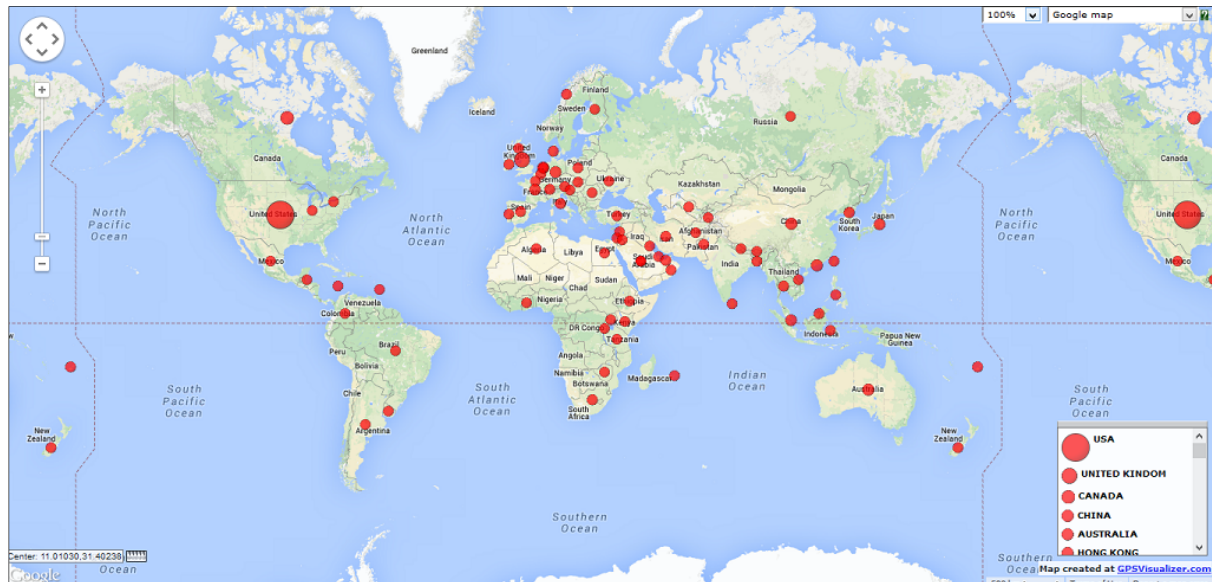 100%
Google map
Greenland
Iceland
Finland
Sweden
Norway
Russia
United
Kingdom
Poland
Germany
Ukraine
France
Spain
Italy
Turkey
Kazakhstan
Mongolia
China
South
Korea
Japan
Afghanistan
Pakistan
Iraq
Iran
Saudi
Arabia
Egypt
Libya
Algeria
Mali
Niger
Chad
Sudan
Nigeria
Ethiopia
Kenya
DR Congo
Tanzania
Angola
Namibia
Botswana
Madagascar
South
Africa
India
Thailand
Indonesia
Papua New
Guinea
Australia
New
Zealand
Canada
United States
Mexico
Venezuela
Colombia
Peru
Brazil
Bolivia
Chile
Argentina
North
Pacific
Ocean
North
Atlantic
Ocean
South
Pacific
Ocean
South
Atlantic
Ocean
Indian
Ocean
Southern
Ocean
New
Zealand
Canada
United States
Mexico
North
Pacific
Ocean
South
Pacific
Ocean
USA
UNITED KINDOM
CANADA
CHINA
AUSTRALIA
HONG KONG
Center: 11.01030,31.40238
Ocean
Southern
Google
Map created at GPSVisualizer.com